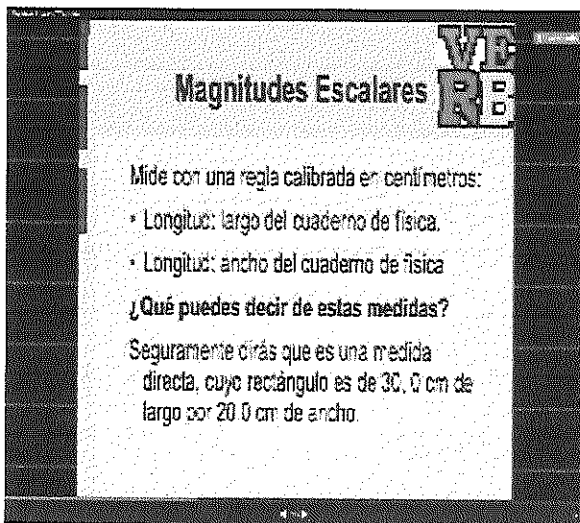 VE
RB
Magnitudes Escalares
Mide con una regla calibrada en centímetros:
• Longitud: largo del cuaderno de física.
• Longitud: ancho del cuaderno de física
¿Qué puedes decir de estas medidas?
Seguramente dirás que es una medida
directa, cuyo rectángulo es de 30, 0 cm de
largo por 20.0 cm de ancho.